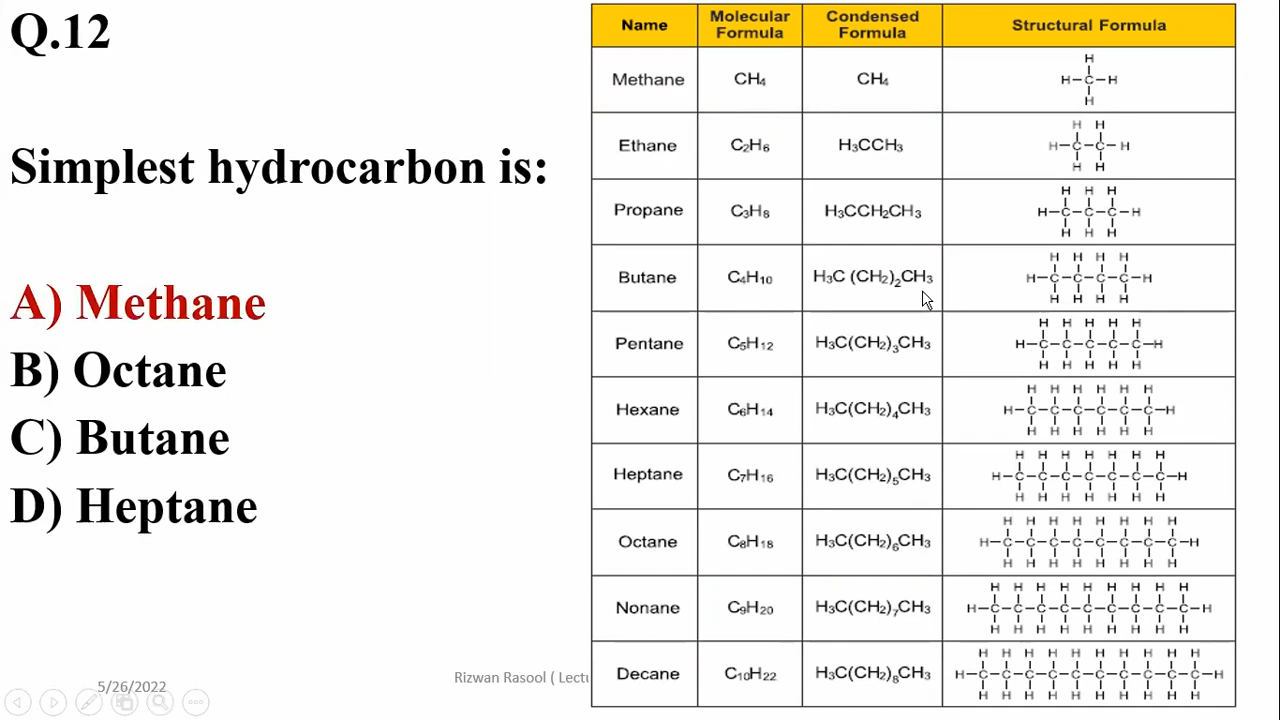 Q.12
Simplest hydrocarbon is:
A) Methane
B) Octane
C) Butane
D) Heptane
5/26/2022
Rizwan Rasool ( Lectu
Name Molecular Formula Condensed Formula Structural Formula
Methane CH₄ CH₄
H
H–C–H
H
Ethane C₂H₆ H₃CCH₃
H H
H–C–C–H
H H
Propane C₃H₈ H₃CCH₂CH₃
H H H
H–C–C–C–H
H H H
Butane C₄H₁₀ H₃C (CH₂)₂CH₃
H H H H
H–C–C–C–C–H
H H H H
Pentane C₅H₁₂ H₃C(CH₂)₃CH₃
H H H H H
H–C–C–C–C–C–H
H H H H H
Hexane C₆H₁₄ H₃C(CH₂)₄CH₃
H H H H H H
H–C–C–C–C–C–C–H
H H H H H H
Heptane C₇H₁₆ H₃C(CH₂)₅CH₃
H H H H H H H
H–C–C–C–C–C–C–C–H
H H H H H H H
Octane C₈H₁₈ H₃C(CH₂)₆CH₃
H H H H H H H H
H–C–C–C–C–C–C–C–C–H
H H H H H H H H
Nonane C₉H₂₀ H₃C(CH₂)₇CH₃
H H H H H H H H H
H–C–C–C–C–C–C–C–C–C–H
H H H H H H H H H
Decane C₁₀H₂₂ H₃C(CH₂)₈CH₃
H H H H H H H H H H
H–C–C–C–C–C–C–C–C–C–C–H
H H H H H H H H H H